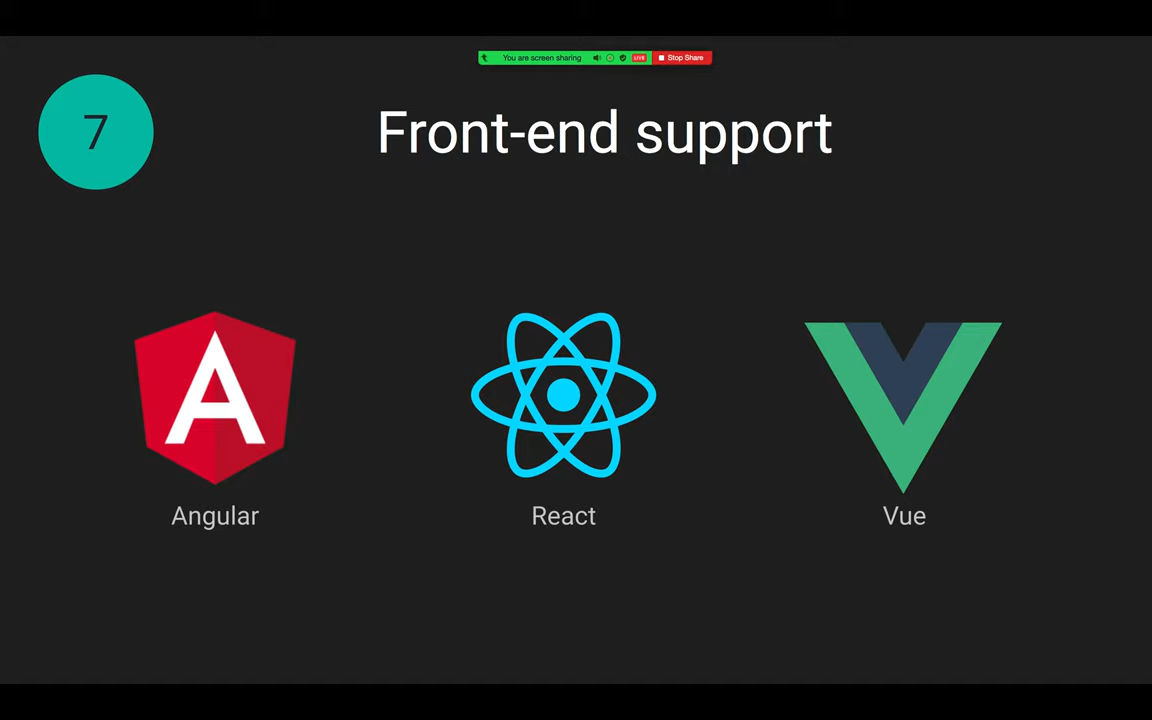 You are screen sharing LIVE Stop Share
7
Front-end support
A
Angular
React
Vue